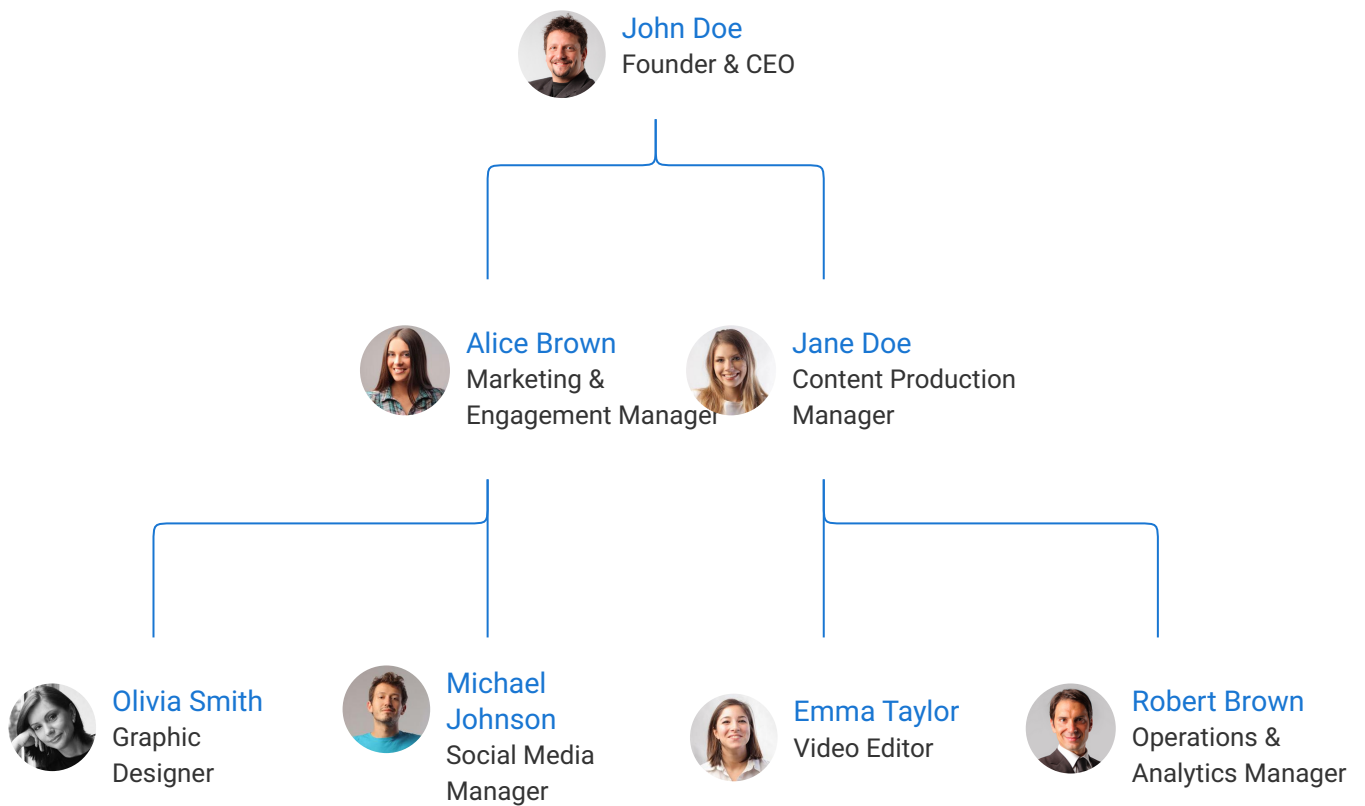 John Doe
Founder & CEO
Alice Brown
Marketing &
Engagement Manager
Jane Doe
Content Production
Manager
Olivia Smith
Graphic
Designer
Michael
Johnson
Social Media
Manager
Emma Taylor
Video Editor
Robert Brown
Operations &
Analytics Manager